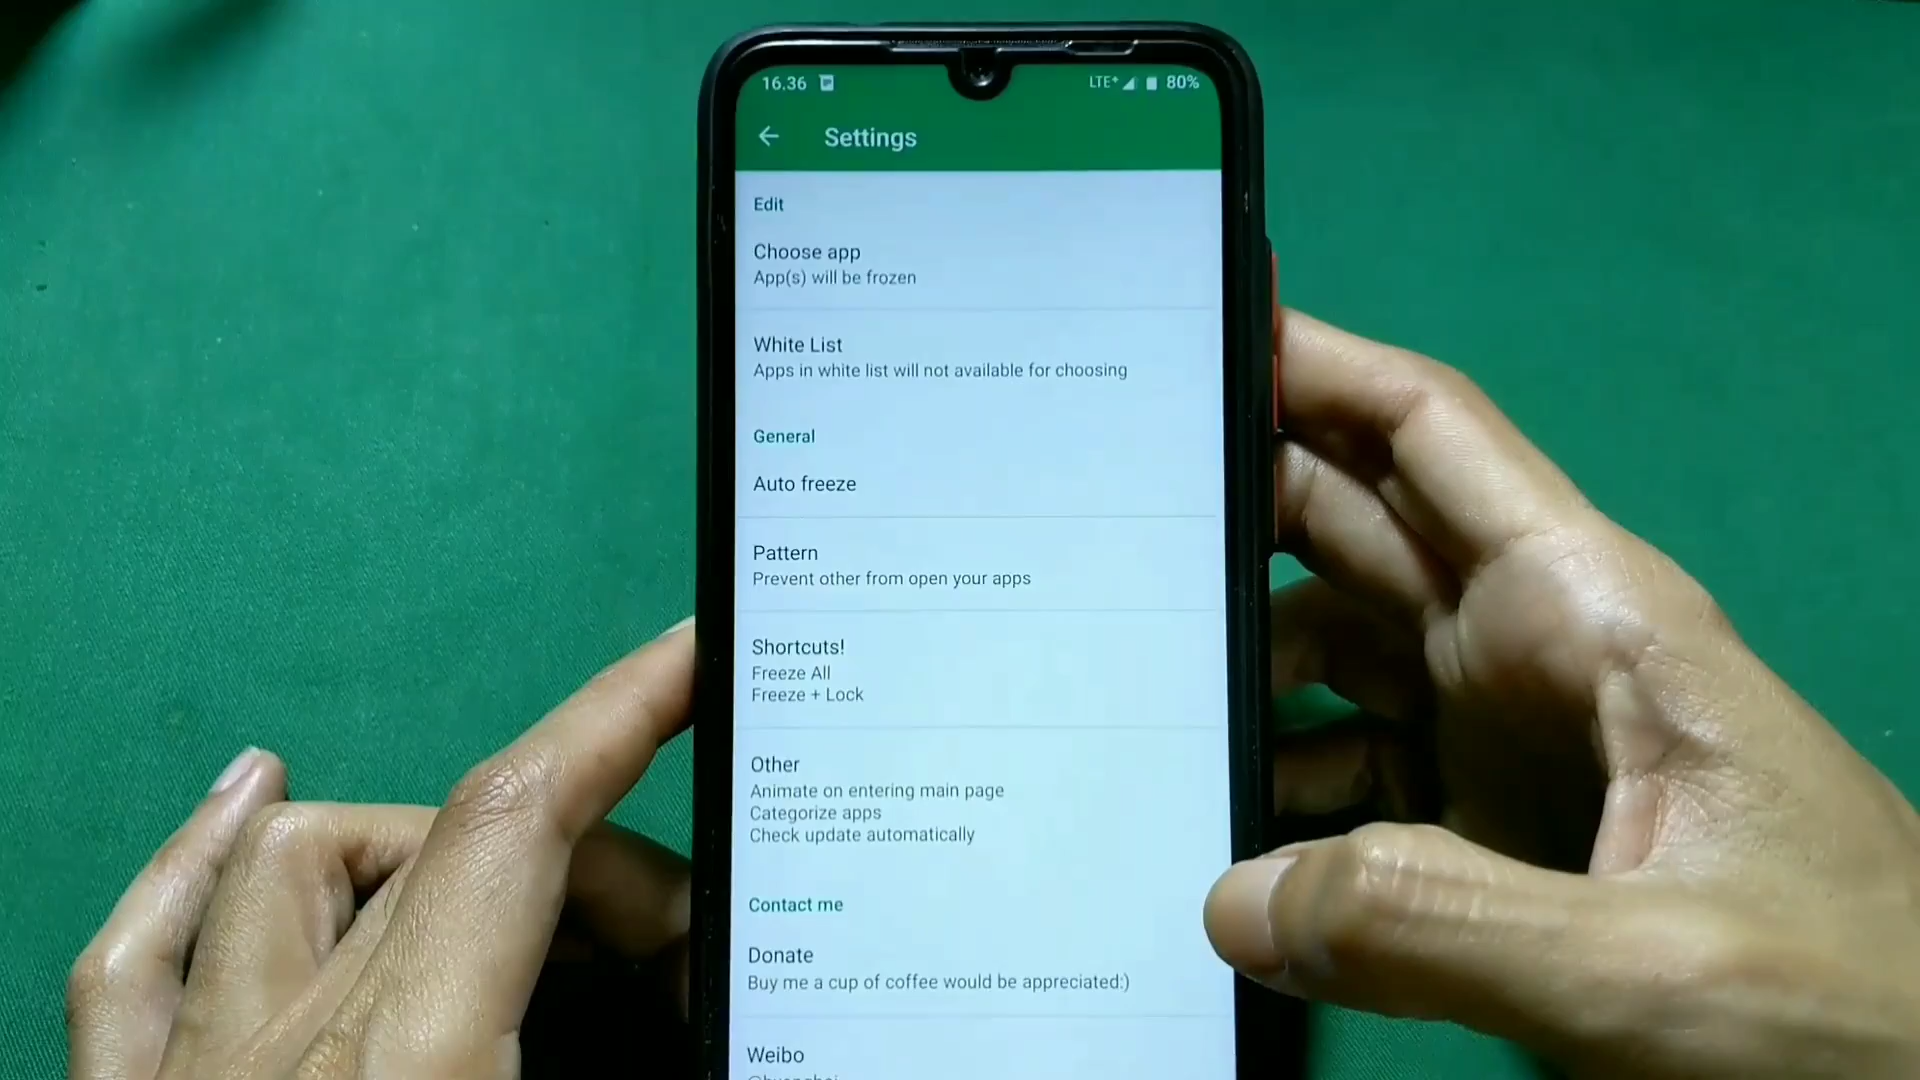 16.36
LTE+ 80%
Settings
Edit
Choose app
App(s) will be frozen
White List
Apps in white list will not available for choosing
General
Auto freeze
Pattern
Prevent other from open your apps
Shortcuts!
Freeze All
Freeze + Lock
Other
Animate on entering main page
Categorize apps
Check update automatically
Contact me
Donate
Buy me a cup of coffee would be appreciated:)
Weibo